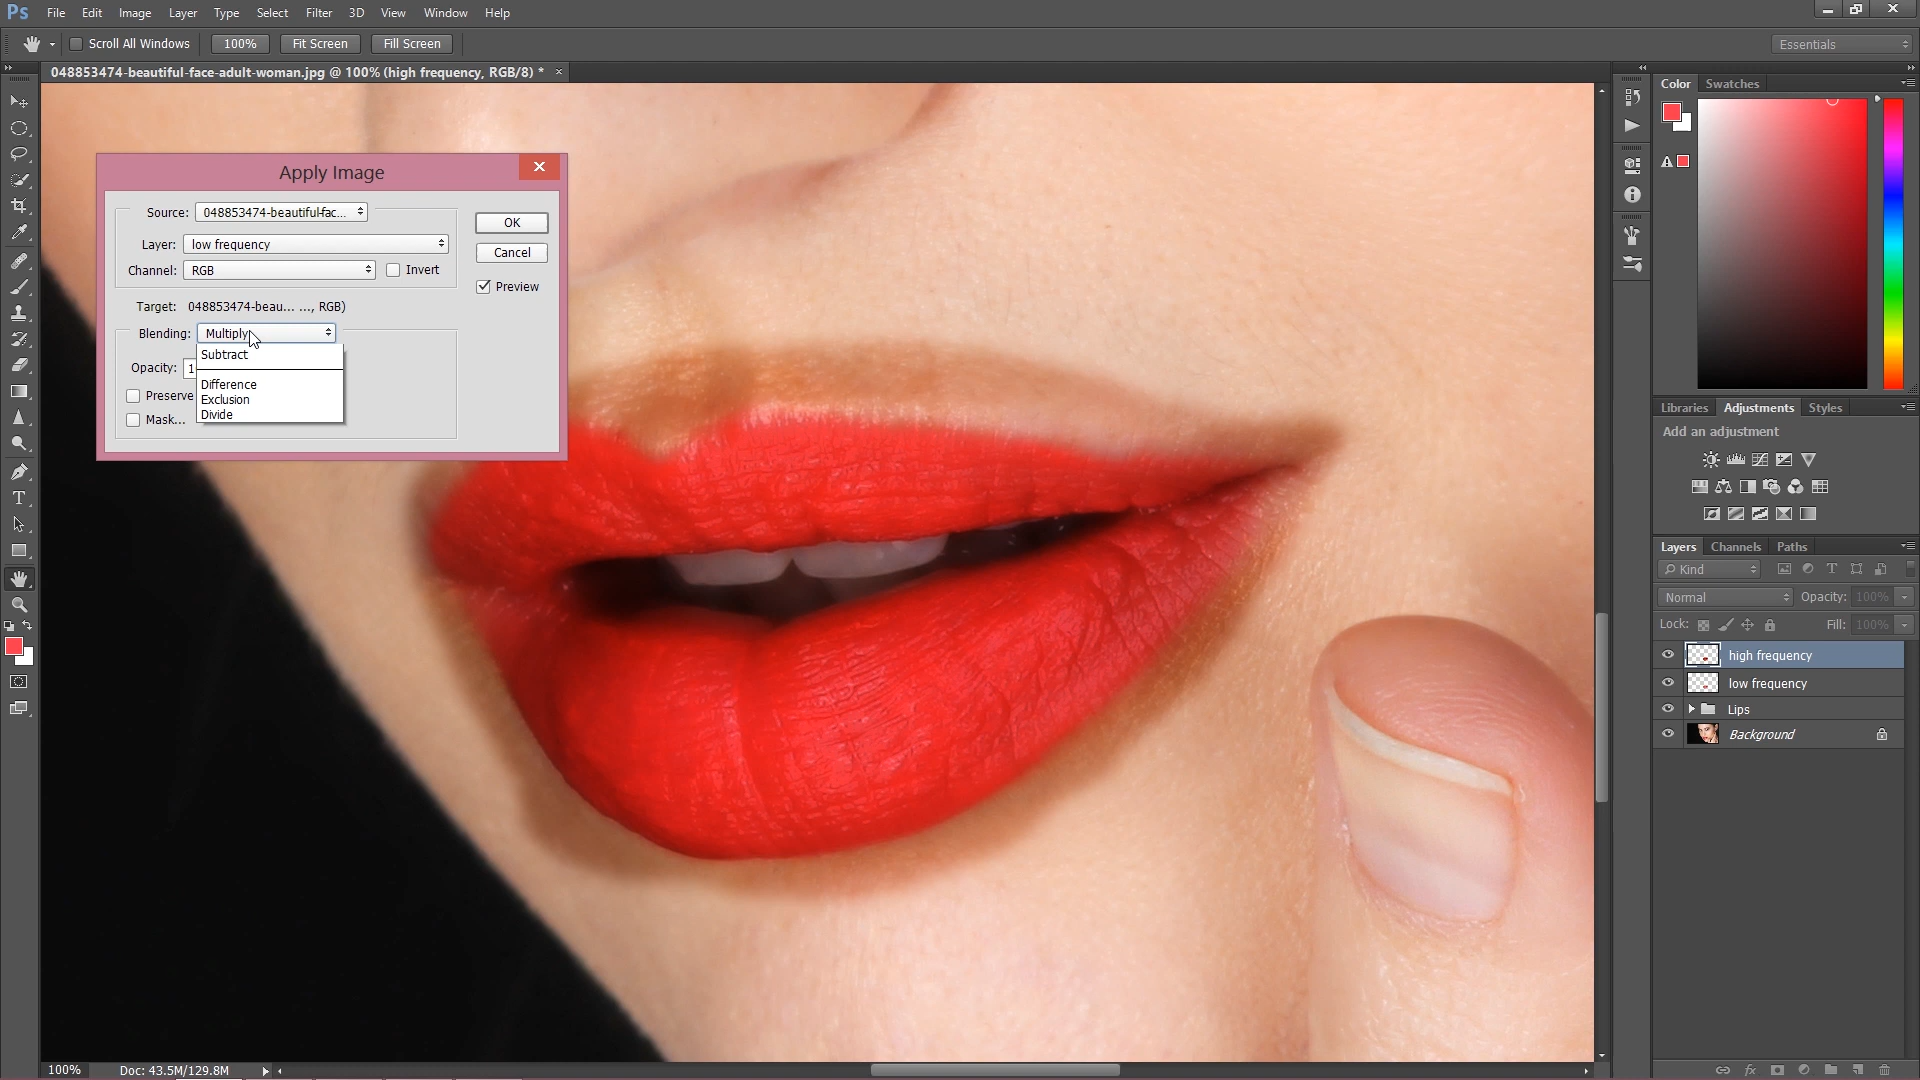 Ps File Edit Image Layer Type Select Filter 3D View Window Help
Scroll All Windows 100% Fit Screen Fill Screen Essentials
048853474-beautiful-face-adult-woman.jpg @ 100% (high frequency, RGB/8) * ×
Color Swatches
Apply Image
Source: 048853474-beautiful-fac...
OK
Layer: low frequency
Cancel
Channel: RGB Invert
Preview
Target: 048853474-beau... ..., RGB)
Blending: Multiply
Subtract
Opacity: 1
Difference
Preserve
Exclusion
Divide
Mask...
Libraries Adjustments Styles
Add an adjustment
Layers Channels Paths
Kind
T
Normal Opacity: 100%
Lock: Fill: 100%
high frequency
low frequency
Lips
Background
fx
100% Doc: 43.5M/129.8M